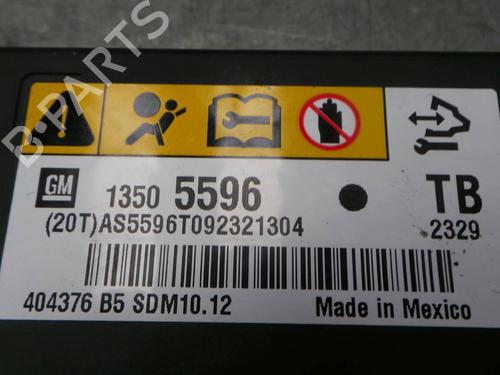 B-PARTS
GM 1350 5596 TB
(20T)AS5596T092321304 2329
404376 B5 SDM10.12 Made in Mexico